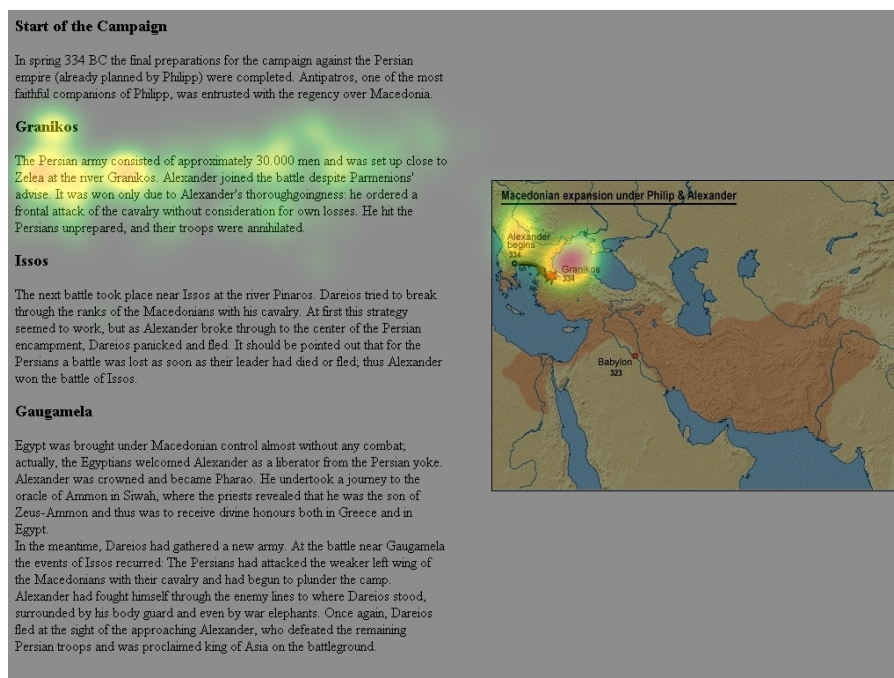 Start of the Campaign
In spring 334 BC the final preparations for the campaign against the Persian
empire (already planned by Philipp) were completed. Antipatros, one of the most
faithful companions of Philipp, was entrusted with the regency over Macedonia.
Granikos
The Persian army consisted of approximately 30.000 men and was set up close to
Zelea at the river Granikos. Alexander joined the battle despite Parmenions'
advise. It was won only due to Alexander's thoroughgoingness: he ordered a
frontal attack of the cavalry without consideration for own losses. He hit the
Persians unprepared, and their troops were annihilated.
Issos
The next battle took place near Issos at the river Pinaros. Dareios tried to break
through the ranks of the Macedonians with his cavalry. At first this strategy
seemed to work, but as Alexander broke through to the center of the Persian
encampment, Dareios panicked and fled. It should be pointed out that for the
Persians a battle was lost as soon as their leader had died or fled; thus Alexander
won the battle of Issos.
Gaugamela
Egypt was brought under Macedonian control almost without any combat;
actually, the Egyptians welcomed Alexander as a liberator from the Persian yoke.
Alexander was crowned and became Pharao. He undertook a journey to the
oracle of Ammon in Siwah, where the priests revealed that he was the son of
Zeus-Ammon and thus was to receive divine honours both in Greece and in
Egypt.
In the meantime, Dareios had gathered a new army. At the battle near Gaugamela
the events of Issos recurred: The Persians had attacked the weaker left wing of
the Macedonians with their cavalry and had begun to plunder the camp.
Alexander had fought himself through the enemy lines to where Dareios stood,
surrounded by his body guard and even by war elephants. Once again, Dareios
fled at the sight of the approaching Alexander, who defeated the remaining
Persian troops and was proclaimed king of Asia on the battleground.
Macedonian expansion under Philip & Alexander
Alexander
begins
334
Granikos
334
Babylon
323